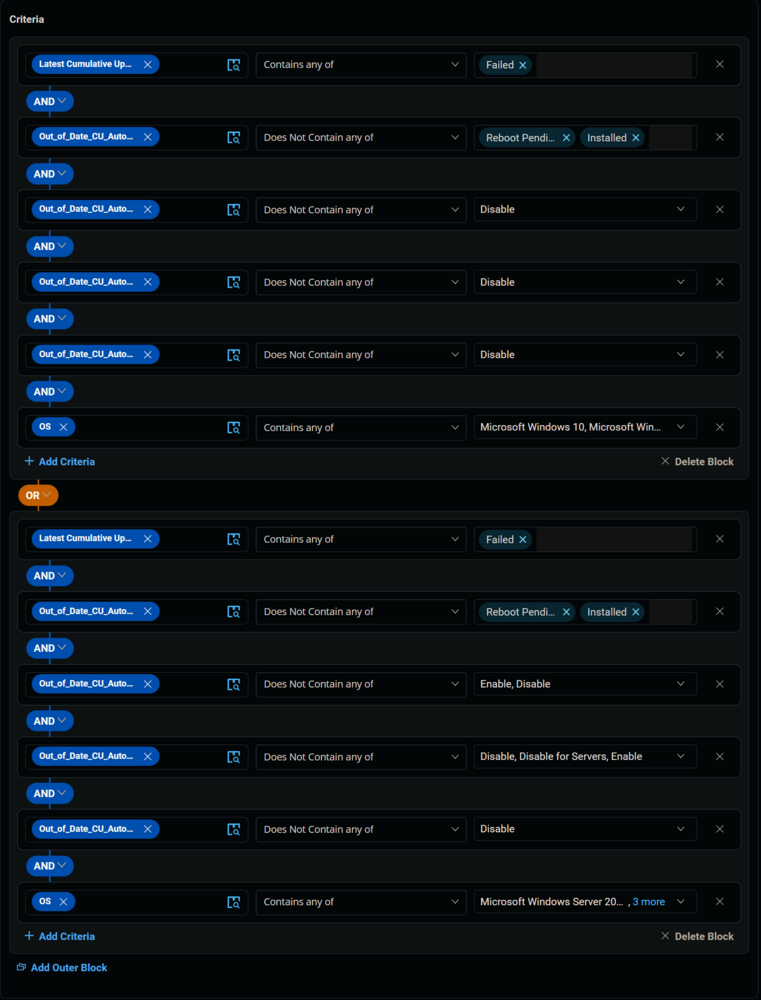 Criteria
Latest Cumulative Up... Contains any of Failed
AND
Out_of_Date_CU_Auto... Does Not Contain any of Reboot Pendi... Installed
AND
Out_of_Date_CU_Auto... Does Not Contain any of Disable
AND
Out_of_Date_CU_Auto... Does Not Contain any of Disable
AND
Out_of_Date_CU_Auto... Does Not Contain any of Disable
AND
OS Contains any of Microsoft Windows 10, Microsoft Win...
+ Add Criteria Delete Block
OR
Latest Cumulative Up... Contains any of Failed
AND
Out_of_Date_CU_Auto... Does Not Contain any of Reboot Pendi... Installed
AND
Out_of_Date_CU_Auto... Does Not Contain any of Enable, Disable
AND
Out_of_Date_CU_Auto... Does Not Contain any of Disable, Disable for Servers, Enable
AND
Out_of_Date_CU_Auto... Does Not Contain any of Disable
AND
OS Contains any of Microsoft Windows Server 20... , 3 more
+ Add Criteria Delete Block
Add Outer Block